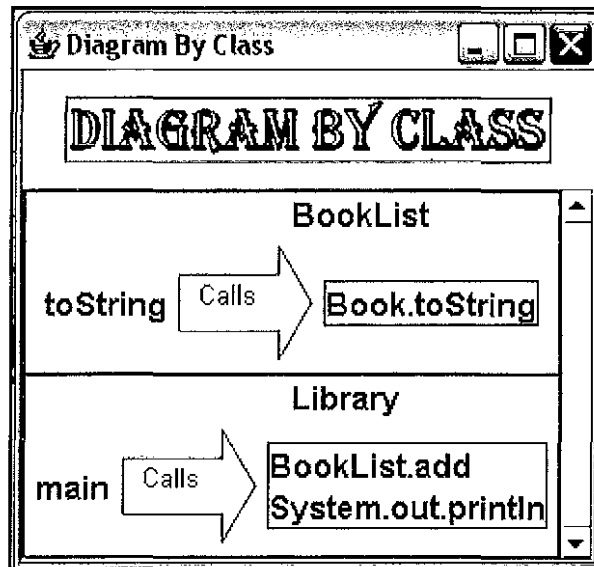 Diagram By Class
DIAGRAM BY CLASS
BookList
toString
Calls
Book.toString
Library
main
Calls
BookList.add
System.out.println